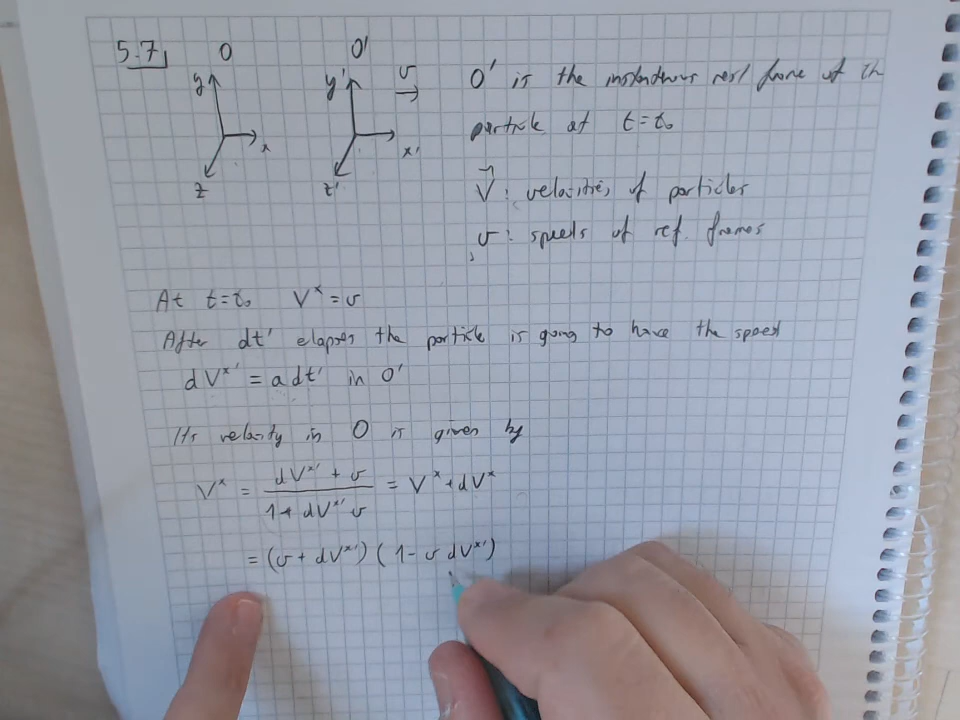 5.7
O
O'
y
x
z
y'
x'
z'
v
O' is the rest frame of th
particle at t=t₀
V⃗ : velocities of particles
v : speeds of ref. frames
At t=t₀ Vˣ = v
After dt' elapses the particle is going to have the speed
dVˣ' = a dt' in O'
Its velocity in O is given by
Vˣ = (dVˣ' + v) / (1 + dVˣ' v) = Vˣ + dVˣ
= (v + dVˣ') (1 - v dVˣ')